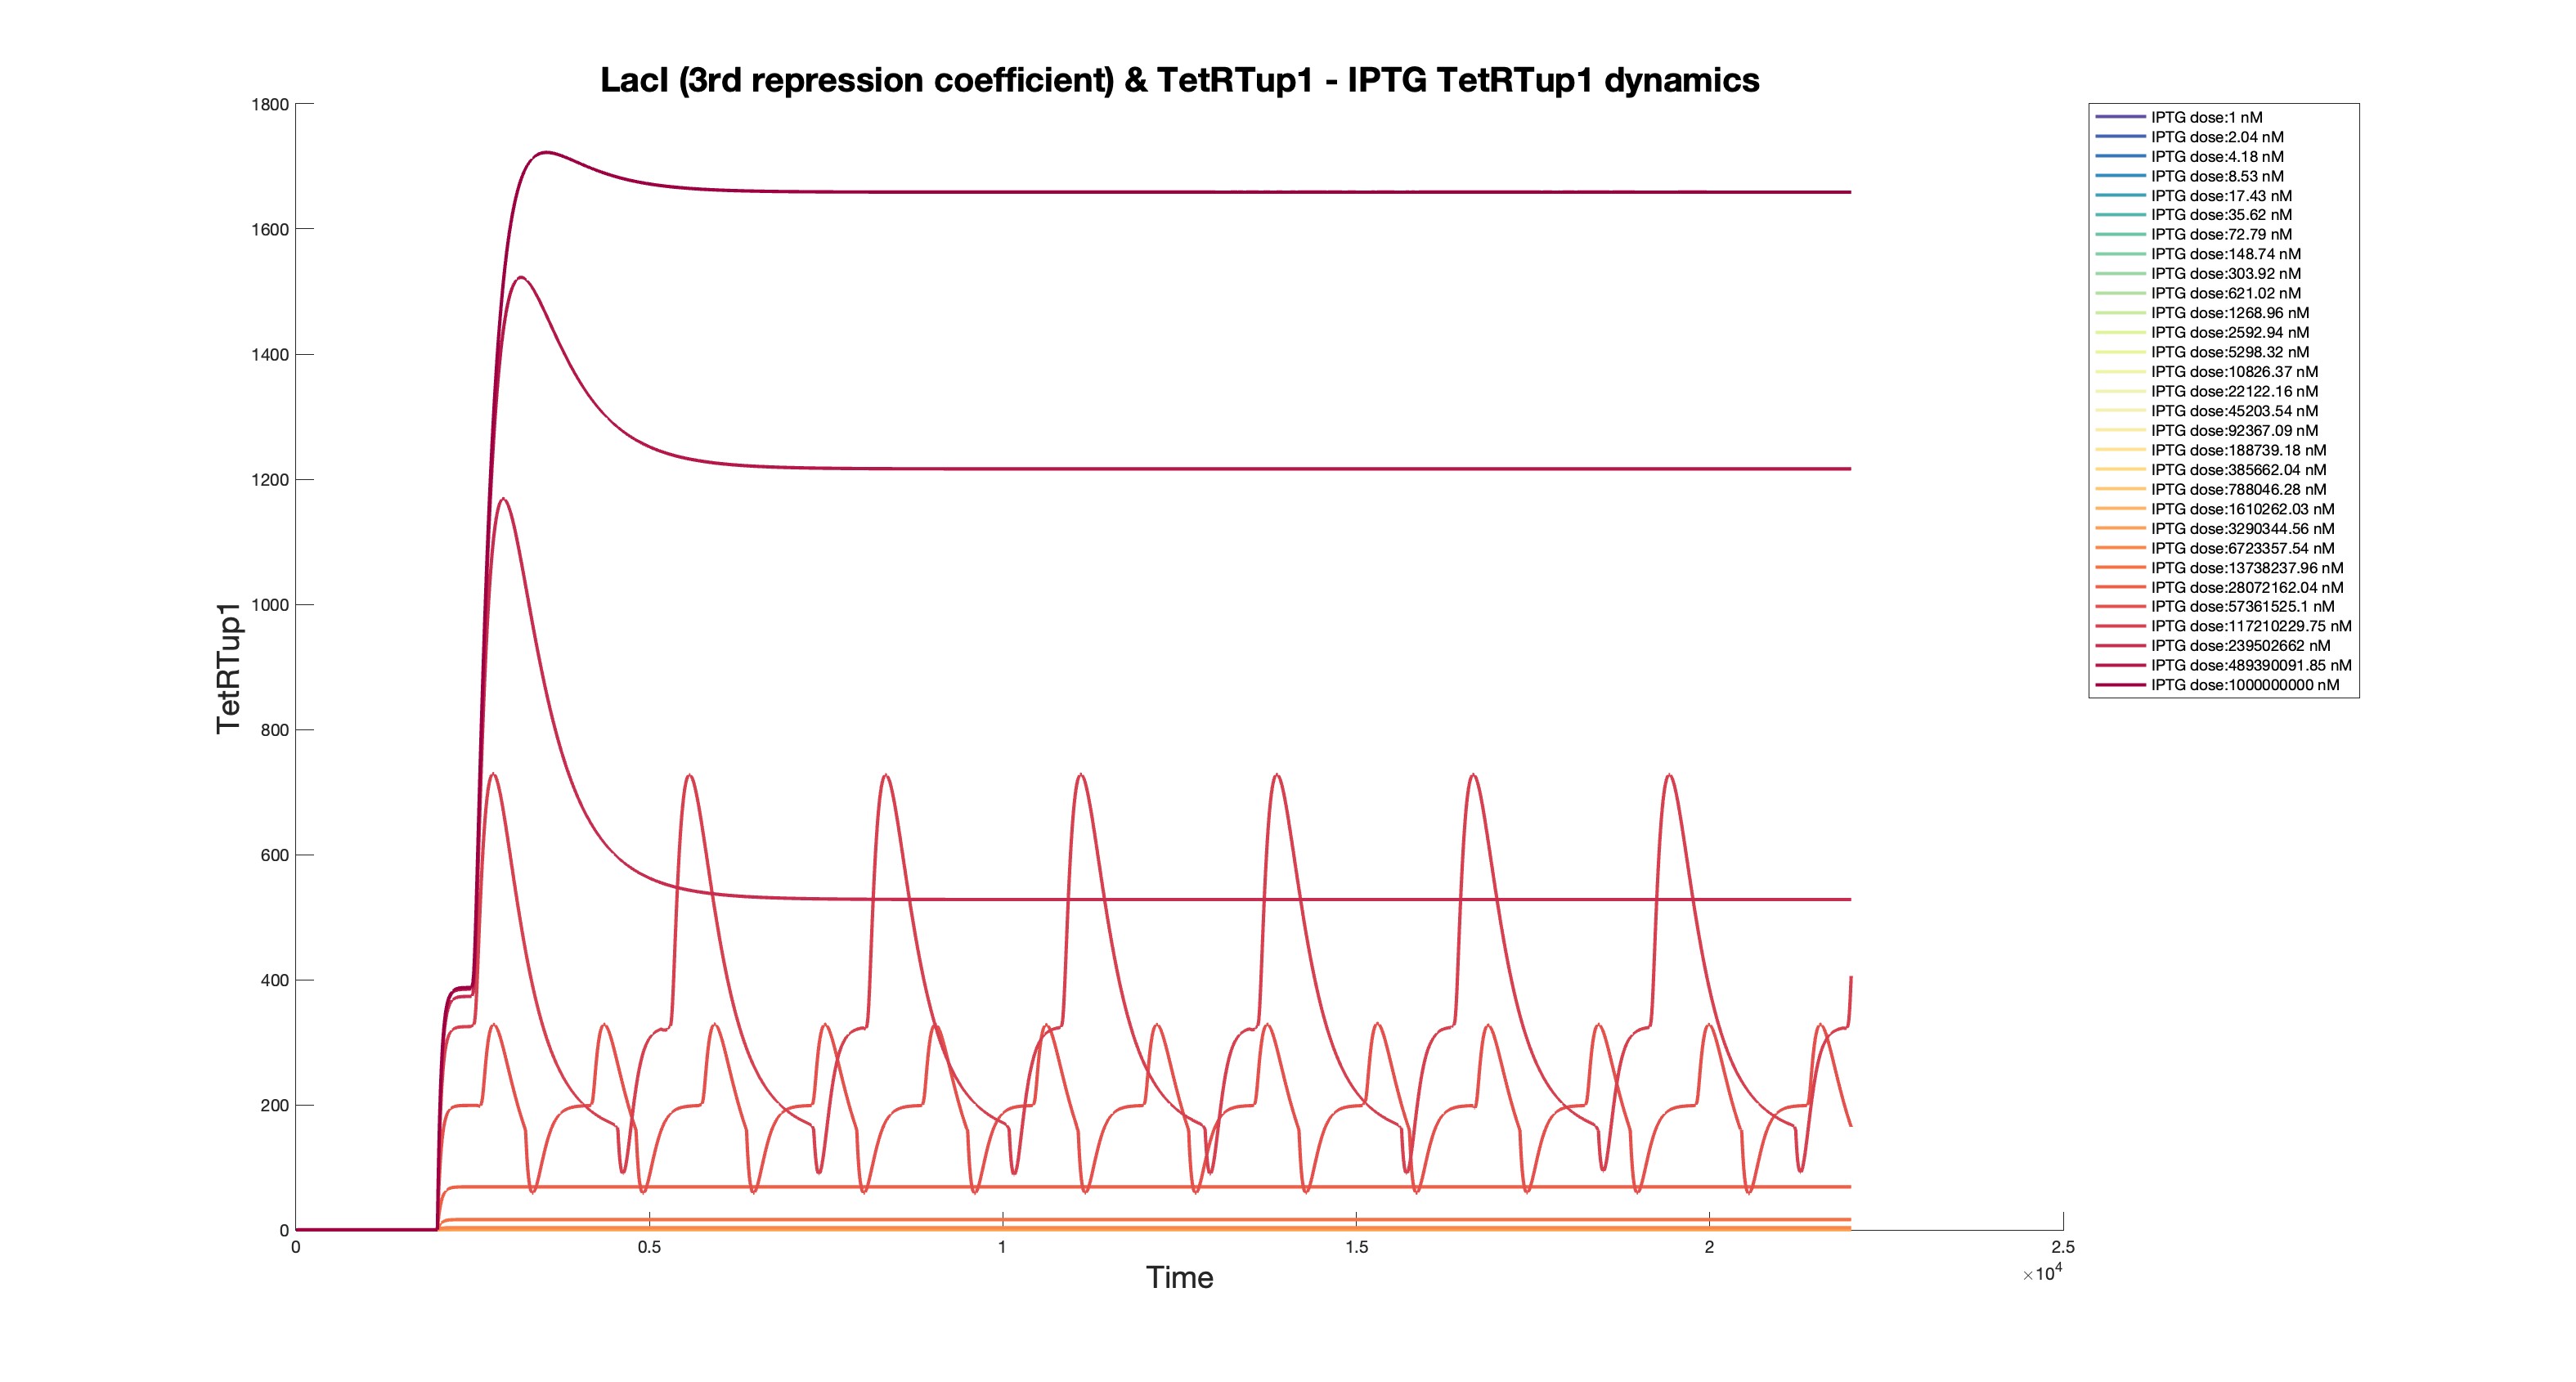 LacI (3rd repression coefficient) & TetRTup1 - IPTG TetRTup1 dynamics
1800
1600
1400
1200
1000
800
600
400
200
0
TetRTup1
0
0.5
1
1.5
2
2.5
×10^4
Time
IPTG dose:1 nM
IPTG dose:2.04 nM
IPTG dose:4.18 nM
IPTG dose:8.53 nM
IPTG dose:17.43 nM
IPTG dose:35.62 nM
IPTG dose:72.79 nM
IPTG dose:148.74 nM
IPTG dose:303.92 nM
IPTG dose:621.02 nM
IPTG dose:1268.96 nM
IPTG dose:2592.94 nM
IPTG dose:5298.32 nM
IPTG dose:10826.37 nM
IPTG dose:22122.16 nM
IPTG dose:45203.54 nM
IPTG dose:92367.09 nM
IPTG dose:188739.18 nM
IPTG dose:385662.04 nM
IPTG dose:788046.28 nM
IPTG dose:1610262.03 nM
IPTG dose:3290344.56 nM
IPTG dose:6723357.54 nM
IPTG dose:13738237.96 nM
IPTG dose:28072162.04 nM
IPTG dose:57361525.1 nM
IPTG dose:117210229.75 nM
IPTG dose:239502662 nM
IPTG dose:489390091.85 nM
IPTG dose:1000000000 nM